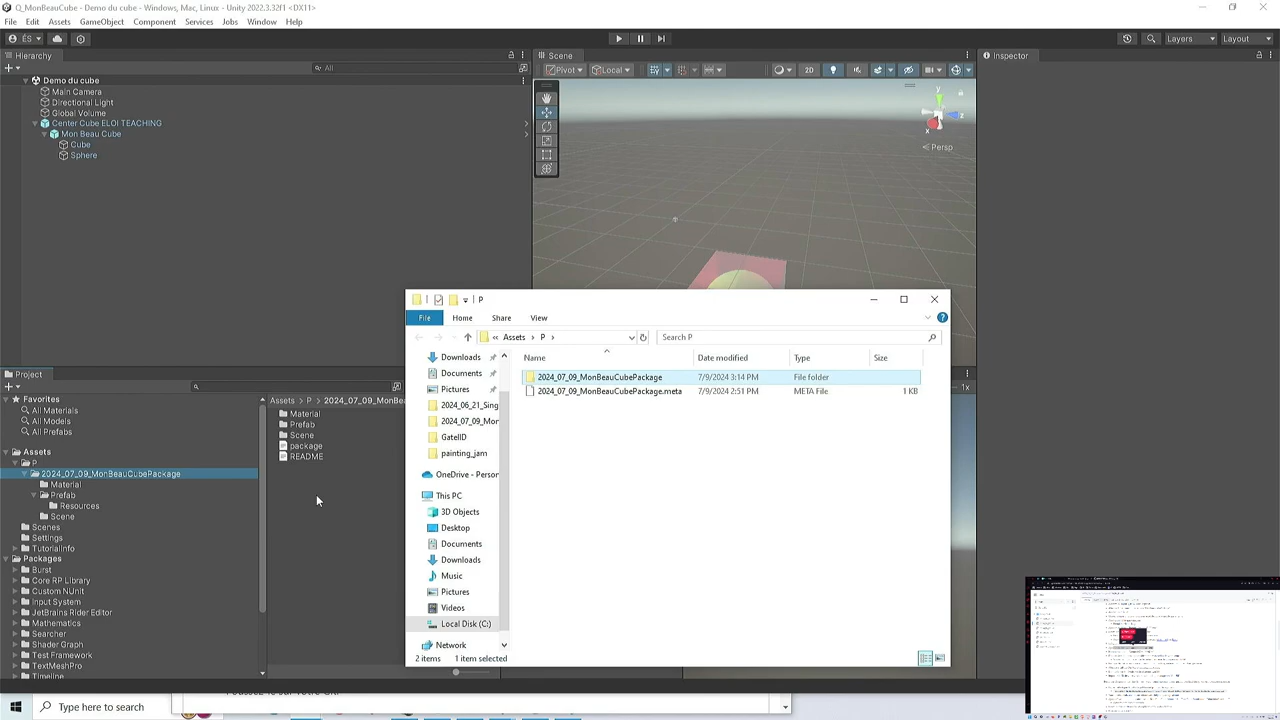 Q_MonBeauCube - Windows, Mac, Linux - Unity 2022.3.32f1 <DX11>
File Edit Assets GameObject Component Services Jobs Window Help
ÉS
Layers Layout
Hierarchy
All
Demo du cube
Main Camera
Directional Light
Global Volume
Center Cube ELOI TEACHING
Mon Beau Cube
Cube
Sphere
Scene
Pivot Local 2D
y
z
x
Persp
Inspector
Project
Favorites
All Materials
All Models
All Prefabs
Assets
P
2024_07_09_MonBeauCubePackage
Material
Prefab
Resources
Scene
Scenes
Settings
TutorialInfo
Packages
Burst
Core RP Library
Custom NUnit
Input System
JetBrains Rider Editor
Mathematics
Searcher
Shader Graph
Test Framework
TextMeshPro
Timeline
Assets > P > 2024_07_09_MonBea
Material
Prefab
Scene
package
README
1x
P
File Home Share View
« Assets > P >
Search P
Downloads
Documents
Pictures
2024_06_21_Sing
2024_07_09_Mon
GateIID
painting_jam
OneDrive - Person
This PC
3D Objects
Desktop
Documents
Downloads
Music
Pictures
Videos
Local Disk (C:)
Network
Name Date modified Type Size
2024_07_09_MonBeauCubePackage 7/9/2024 3:14 PM File folder
2024_07_09_MonBeauCubePackage.meta 7/9/2024 2:51 PM META File 1 KB
items 1 item selected
Type here to search